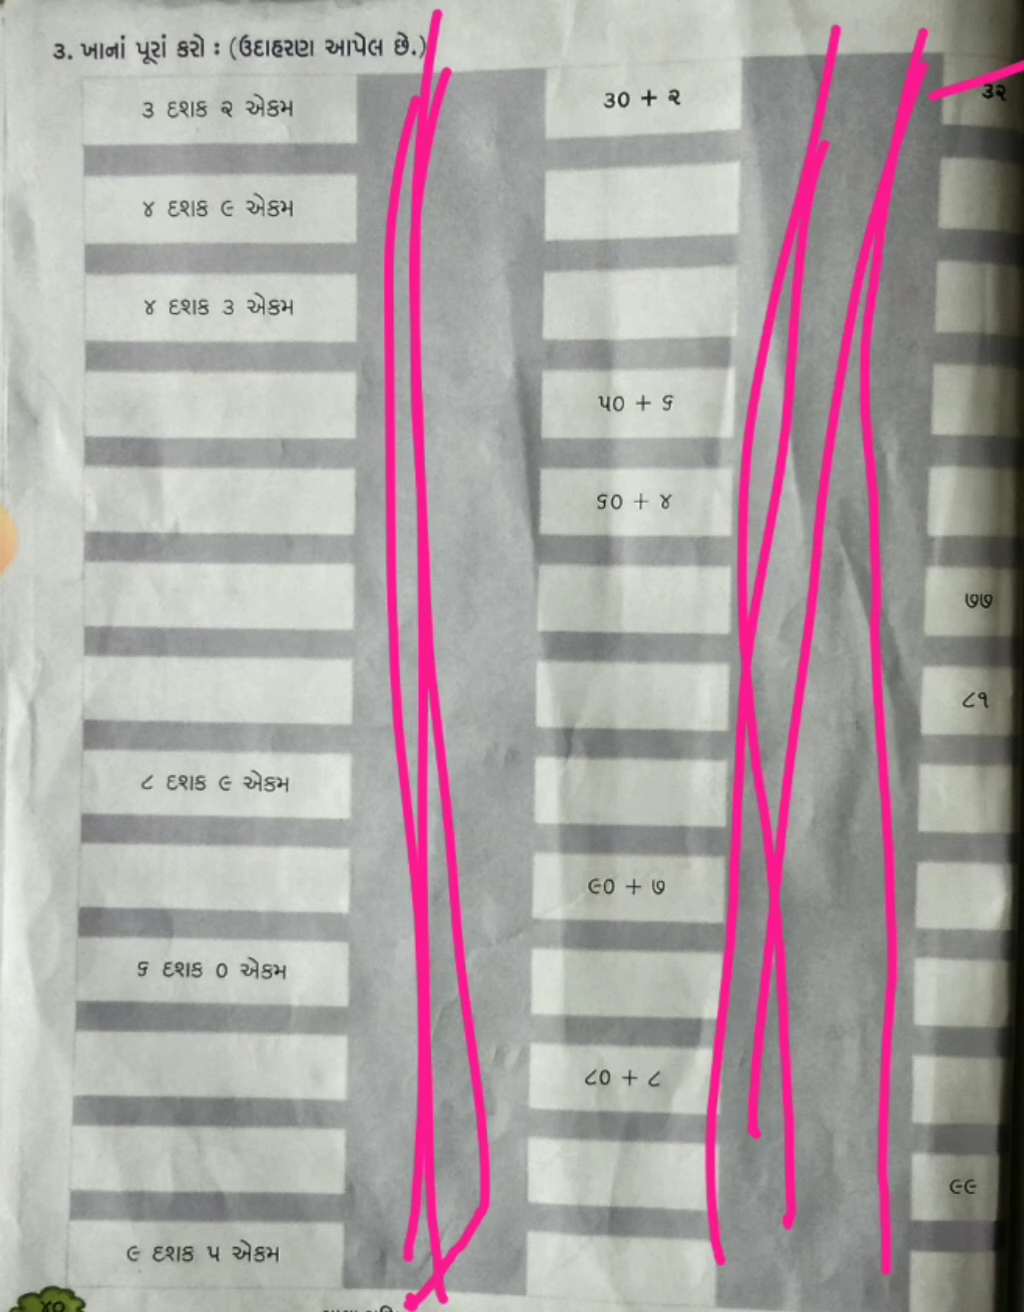 ૩. ખાનાં પૂરાં કરો : (ઉદાહરણ આપેલ છે.)
૩ દશક ૨ એકમ ૩૦ + ૨ ૩૨
૪ દશક ૯ એકમ
૪ દશક ૩ એકમ
૫૦ + ૬
૬૦ + ૪
૭૭
૮૧
૮ દશક ૯ એકમ
૯૦ + ૭
૬ દશક ૦ એકમ
૮૦ + ૮
૯૯
૯ દશક ૫ એકમ
૪૦